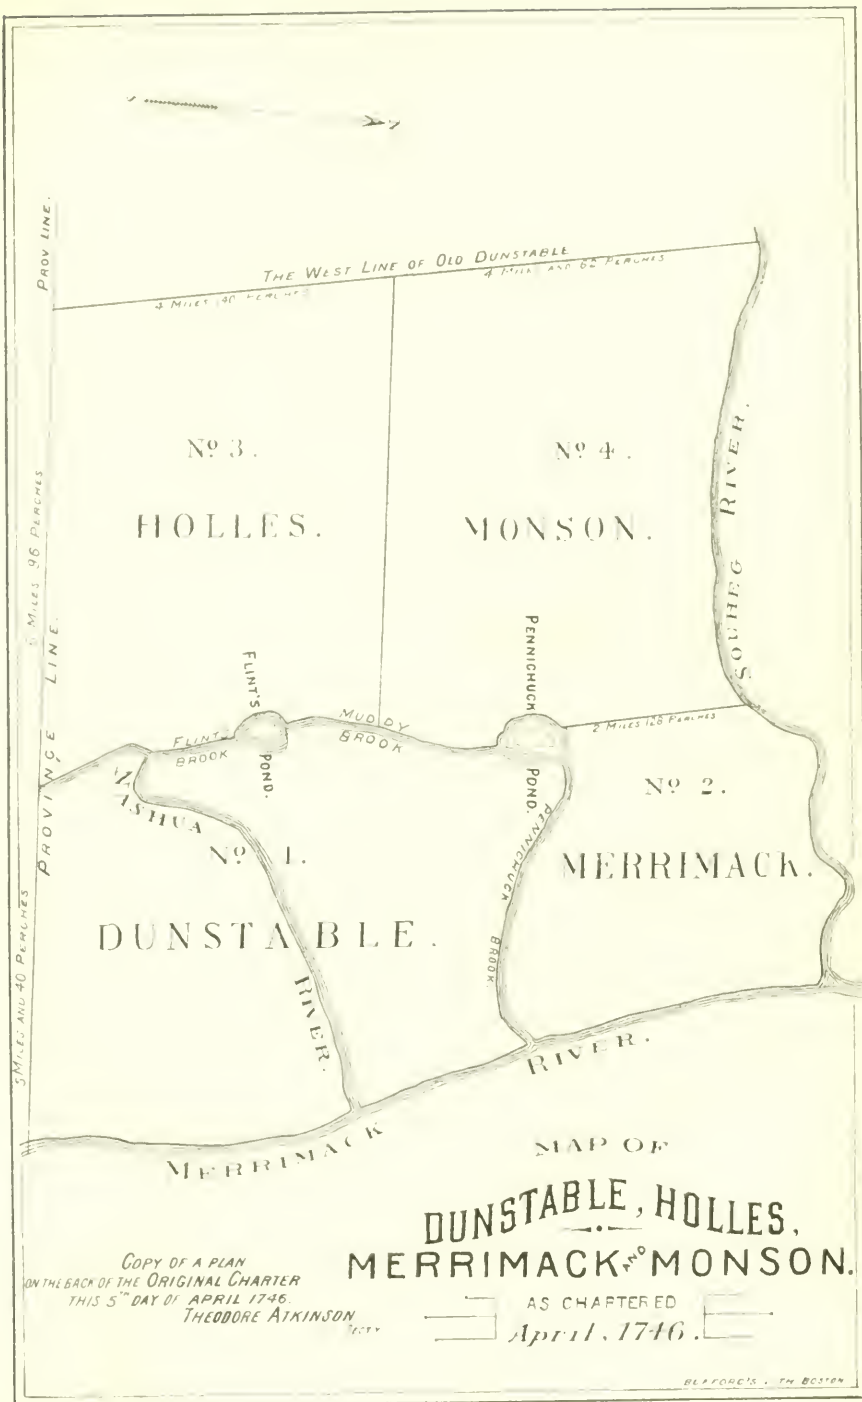 PROV LINE.
THE WEST LINE OF OLD DUNSTABLE
4 MILES 40 PERCHES
4 MILES AND 62 PERCHES
Nº 3.
HOLLES.
Nº 4.
MONSON.
SOUHEG RIVER.
MILES 96 PERCHES
PROVINCE LINE.
FLINT'S
POND.
FLINT
BROOK
MUDDY
BROOK
PENNICHUCK
POND.
2 MILES 128 PERCHES
Nº 2.
MERRIMACK.
NASHUA
RIVER.
Nº 1.
DUNSTABLE.
PENNICHUCK
BROOK.
5 MILES AND 40 PERCHES
MERRIMACK
RIVER.
MAP OF
DUNSTABLE, HOLLES,
MERRIMACK AND MONSON.
AS CHARTERED
April, 1746.
COPY OF A PLAN
ON THE BACK OF THE ORIGINAL CHARTER
THIS 5TH DAY OF APRIL 1746.
THEODORE ATKINSON
SECTY
BOSTON